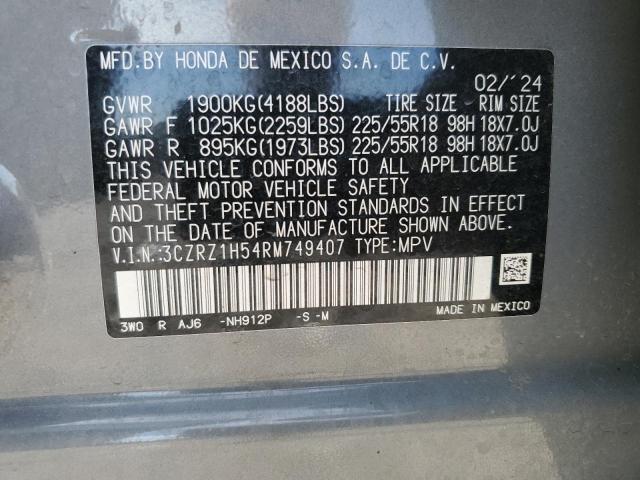 MFD.BY HONDA DE MEXICO S.A. DE C.V.
02/'24
GVWR 1900KG(4188LBS) TIRE SIZE RIM SIZE
GAWR F 1025KG(2259LBS) 225/55R18 98H 18X7.0J
GAWR R 895KG(1973LBS) 225/55R18 98H 18X7.0J
THIS VEHICLE CONFORMS TO ALL APPLICABLE
FEDERAL MOTOR VEHICLE SAFETY
AND THEFT PREVENTION STANDARDS IN EFFECT
ON THE DATE OF MANUFACTURE SHOWN ABOVE.
V.I.N.:3CZRZ1H54RM749407 TYPE:MPV
3W0 R AJ6 -NH912P -S -M
MADE IN MEXICO